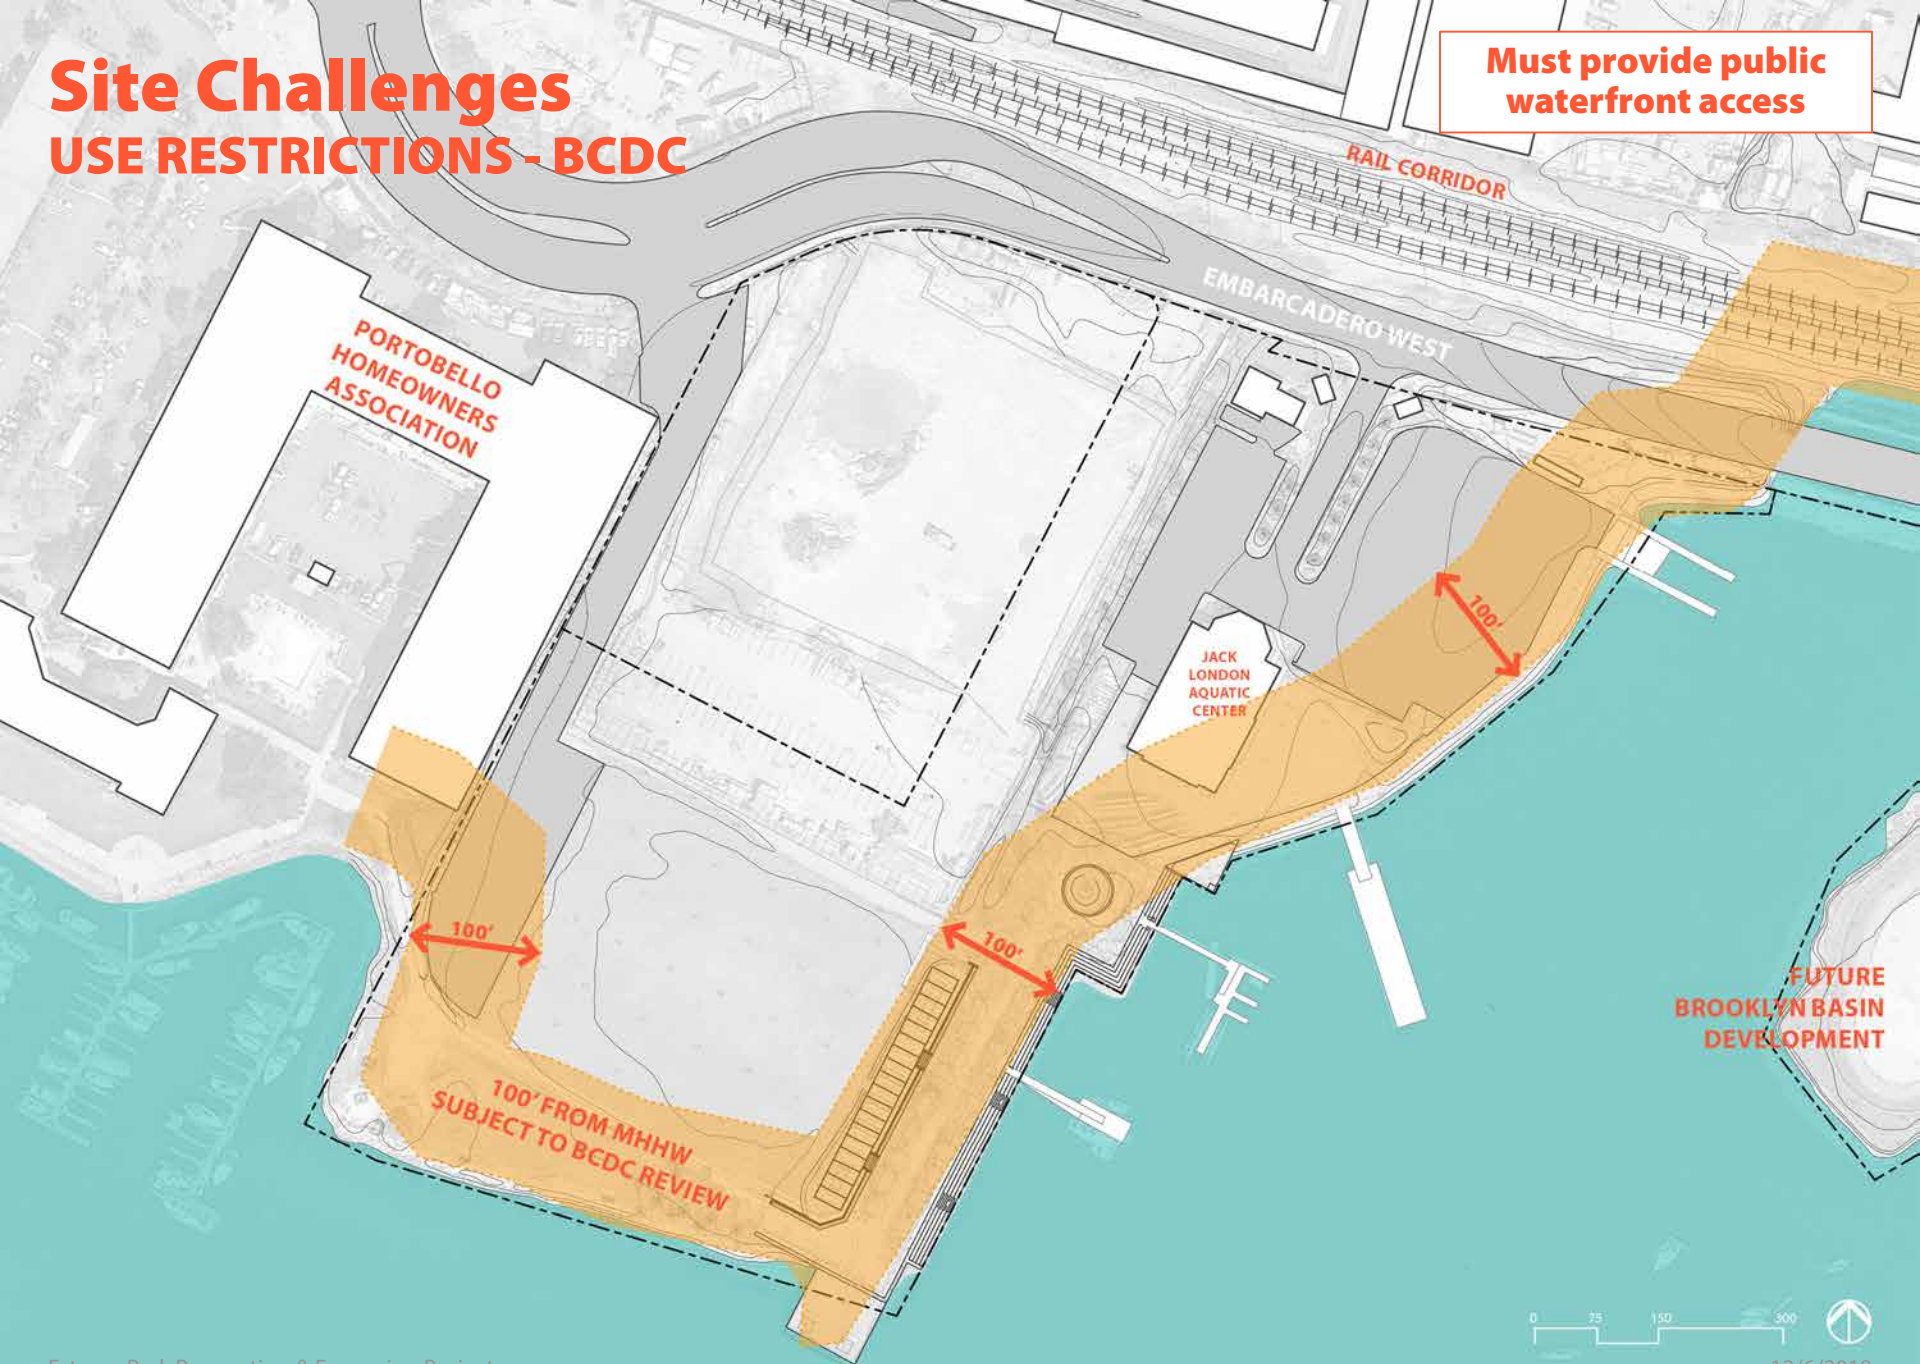 Site Challenges
USE RESTRICTIONS - BCDC
Must provide public
waterfront access
RAIL CORRIDOR
EMBARCADERO WEST
PORTOBELLO
HOMEOWNERS
ASSOCIATION
JACK
LONDON
AQUATIC
CENTER
100'
100'
100'
100' FROM MHHW
SUBJECT TO BCDC REVIEW
FUTURE
BROOKLYN BASIN
DEVELOPMENT
0 75 150 300